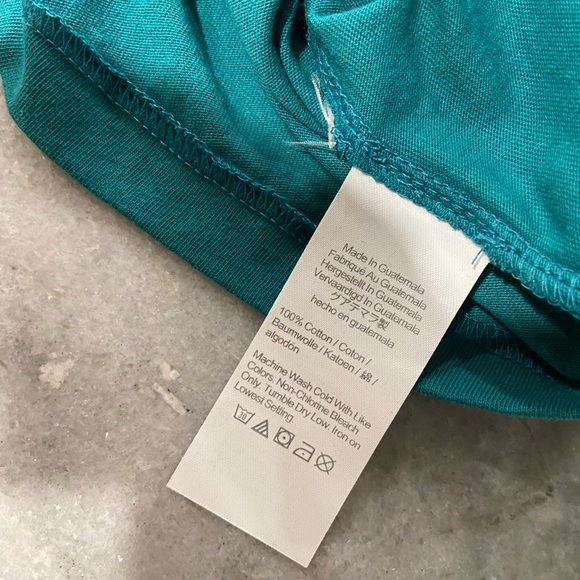 Made In Guatemala
Fabriqué Au Guatemala
Hergestellt In Guatemala
Vervaardigd In Guatemala
グアテマラ製
hecho en guatemala
100% Cotton / Coton /
Baumwolle / Katoen / 綿 /
algodón
Machine Wash Cold With Like
Colors. Non-Chlorine Bleach
Only. Tumble Dry Low. Iron on
Lowest Setting.
30